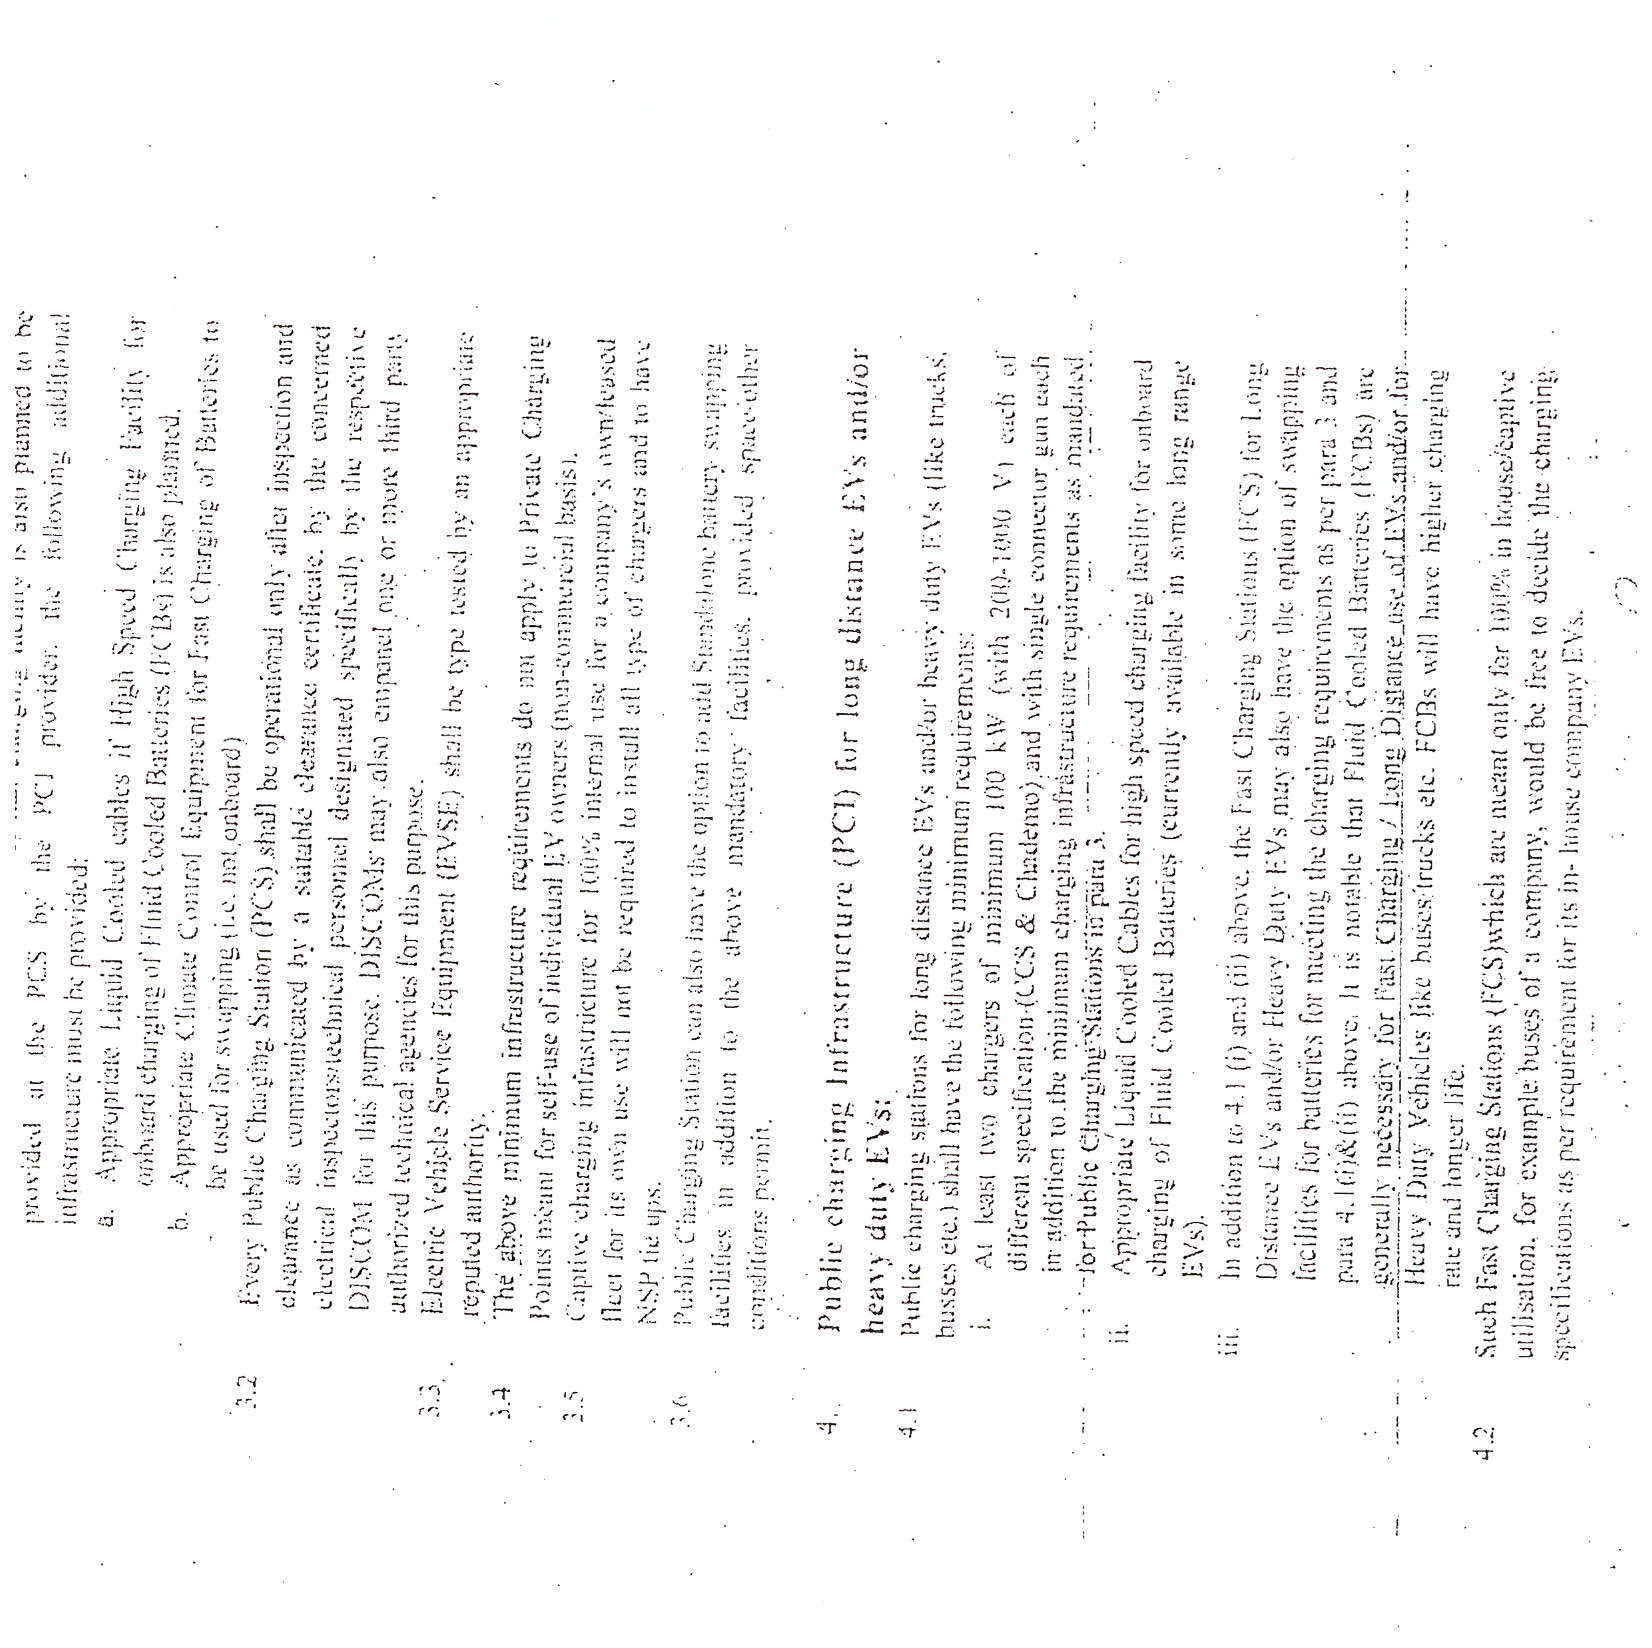 is also planned to be
provided at the PCS by the PCI provider, the following additional
infrastructure must be provided:
a. Appropriate Liquid Cooled cables if High Speed Charging Facility for
onboard charging of Fluid Cooled Batteries (FCBs) is also planned.
b. Appropriate Climate Control Equipment for Fast Charging of Batteries to
be used for swapping (i.e. not onboard)
3.2 Every Public Charging Station (PCS) shall be operational only after inspection and
clearance as communicated by a suitable clearance certificate, by the concerned
electrical inspectors/technical personnel designated specifically by the respective
DISCOM for this purpose. DISCOMs may also empanel one or more third party
authorized technical agencies for this purpose.
3.3. Electric Vehicle Service Equipment (EVSE) shall be type tested by an appropriate
reputed authority.
3.4 The above minimum infrastructure requirements do not apply to Private Charging
Points meant for self-use of individual EV owners (non-commercial basis).
3.5 Captive charging infrastructure for 100% internal use for a company's own/leased
fleet for its own use will not be required to install all type of chargers and to have
NSP tie ups.
3.6 Public Charging Station can also have the option to add Standalone battery swapping
facilities in addition to the above mandatory facilities, provided space/other
conditions permit.
4. Public charging Infrastructure (PCI) for long distance EVs and/or
heavy duty EVs:
4.1 Public charging stations for long distance EVs and/or heavy duty EVs (like trucks,
busses etc.) shall have the following minimum requirements:
i. At least two chargers of minimum 100 kW (with 200-1000 V) each of
different specification (CCS & Chademo) and with single connector gun each
in addition to the minimum charging infrastructure requirements as mandated
for Public Charging Stations in para 3.
ii. Appropriate Liquid Cooled Cables for high speed charging facility for onboard
charging of Fluid Cooled Batteries (currently available in some long range
EVs).
iii. In addition to 4.1 (i) and (ii) above, the Fast Charging Stations (FCS) for Long
Distance EVs and/or Heavy Duty EVs may also have the option of swapping
facilities for batteries for meeting the charging requirements as per para 3 and
para 4.1(i)&(ii) above. It is notable that Fluid Cooled Batteries (FCBs) are
generally necessary for Fast Charging / Long Distance use of EVs and/or for
Heavy Duty Vehicles like buses/trucks etc. FCBs will have higher charging
rate and longer life.
4.2 Such Fast Charging Stations (FCS) which are meant only for 100% in house/captive
utilisation, for example buses of a company, would be free to decide the charging
specifications as per requirement for its in- house company EVs.